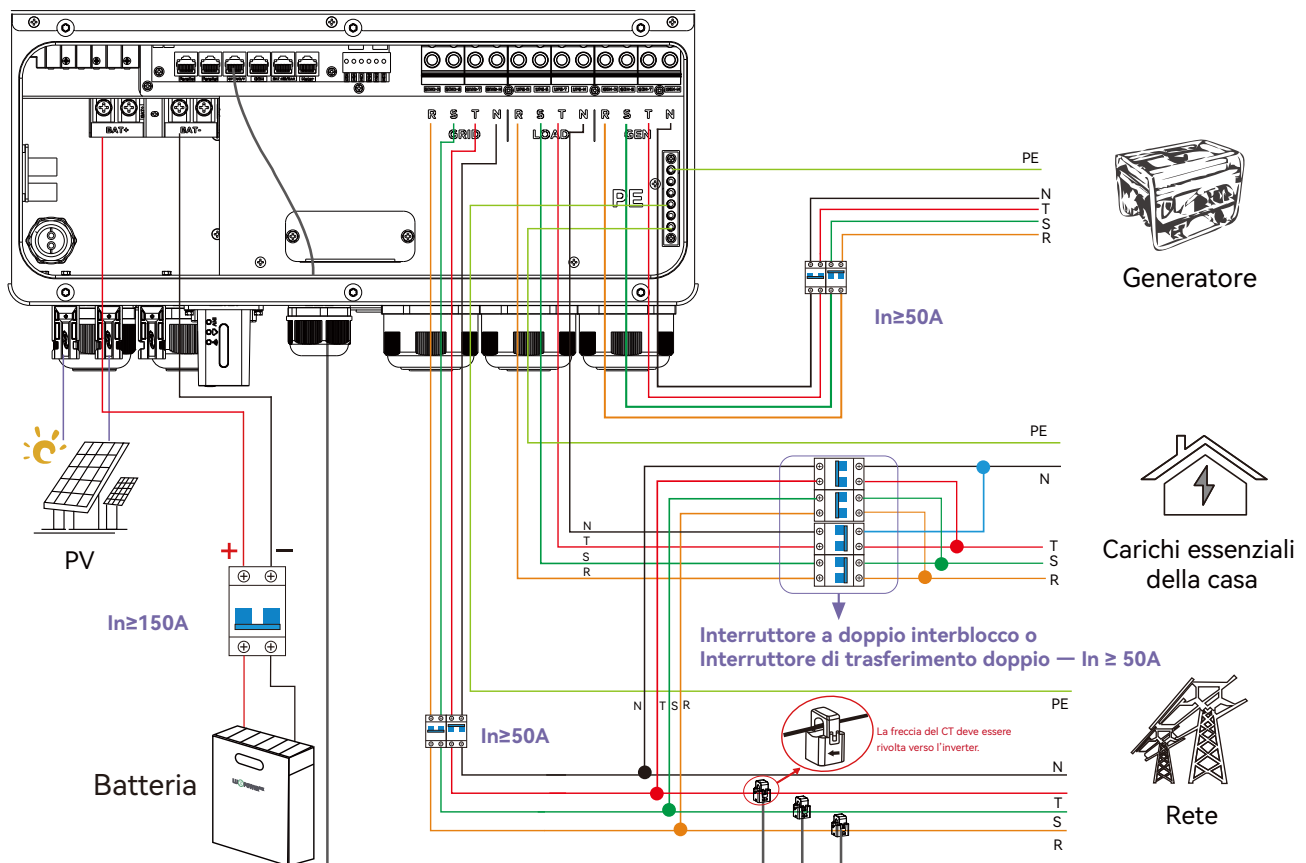 BAT+
BAT-
R S T N R S T N R S T N
GRID
LOAD
GEN
PE
PE
N
T
S
R
Generatore
In≥50A
PE
N
N
T
S
R
T
S
R
Carichi essenziali
della casa
PV
+
−
In≥150A
Interruttore a doppio interblocco o
Interruttore di trasferimento doppio — In ≥ 50A
PE
N T S R
La freccia del CT deve essere
rivolta verso l'inverter.
In≥50A
Batteria
N
T
S
R
Rete